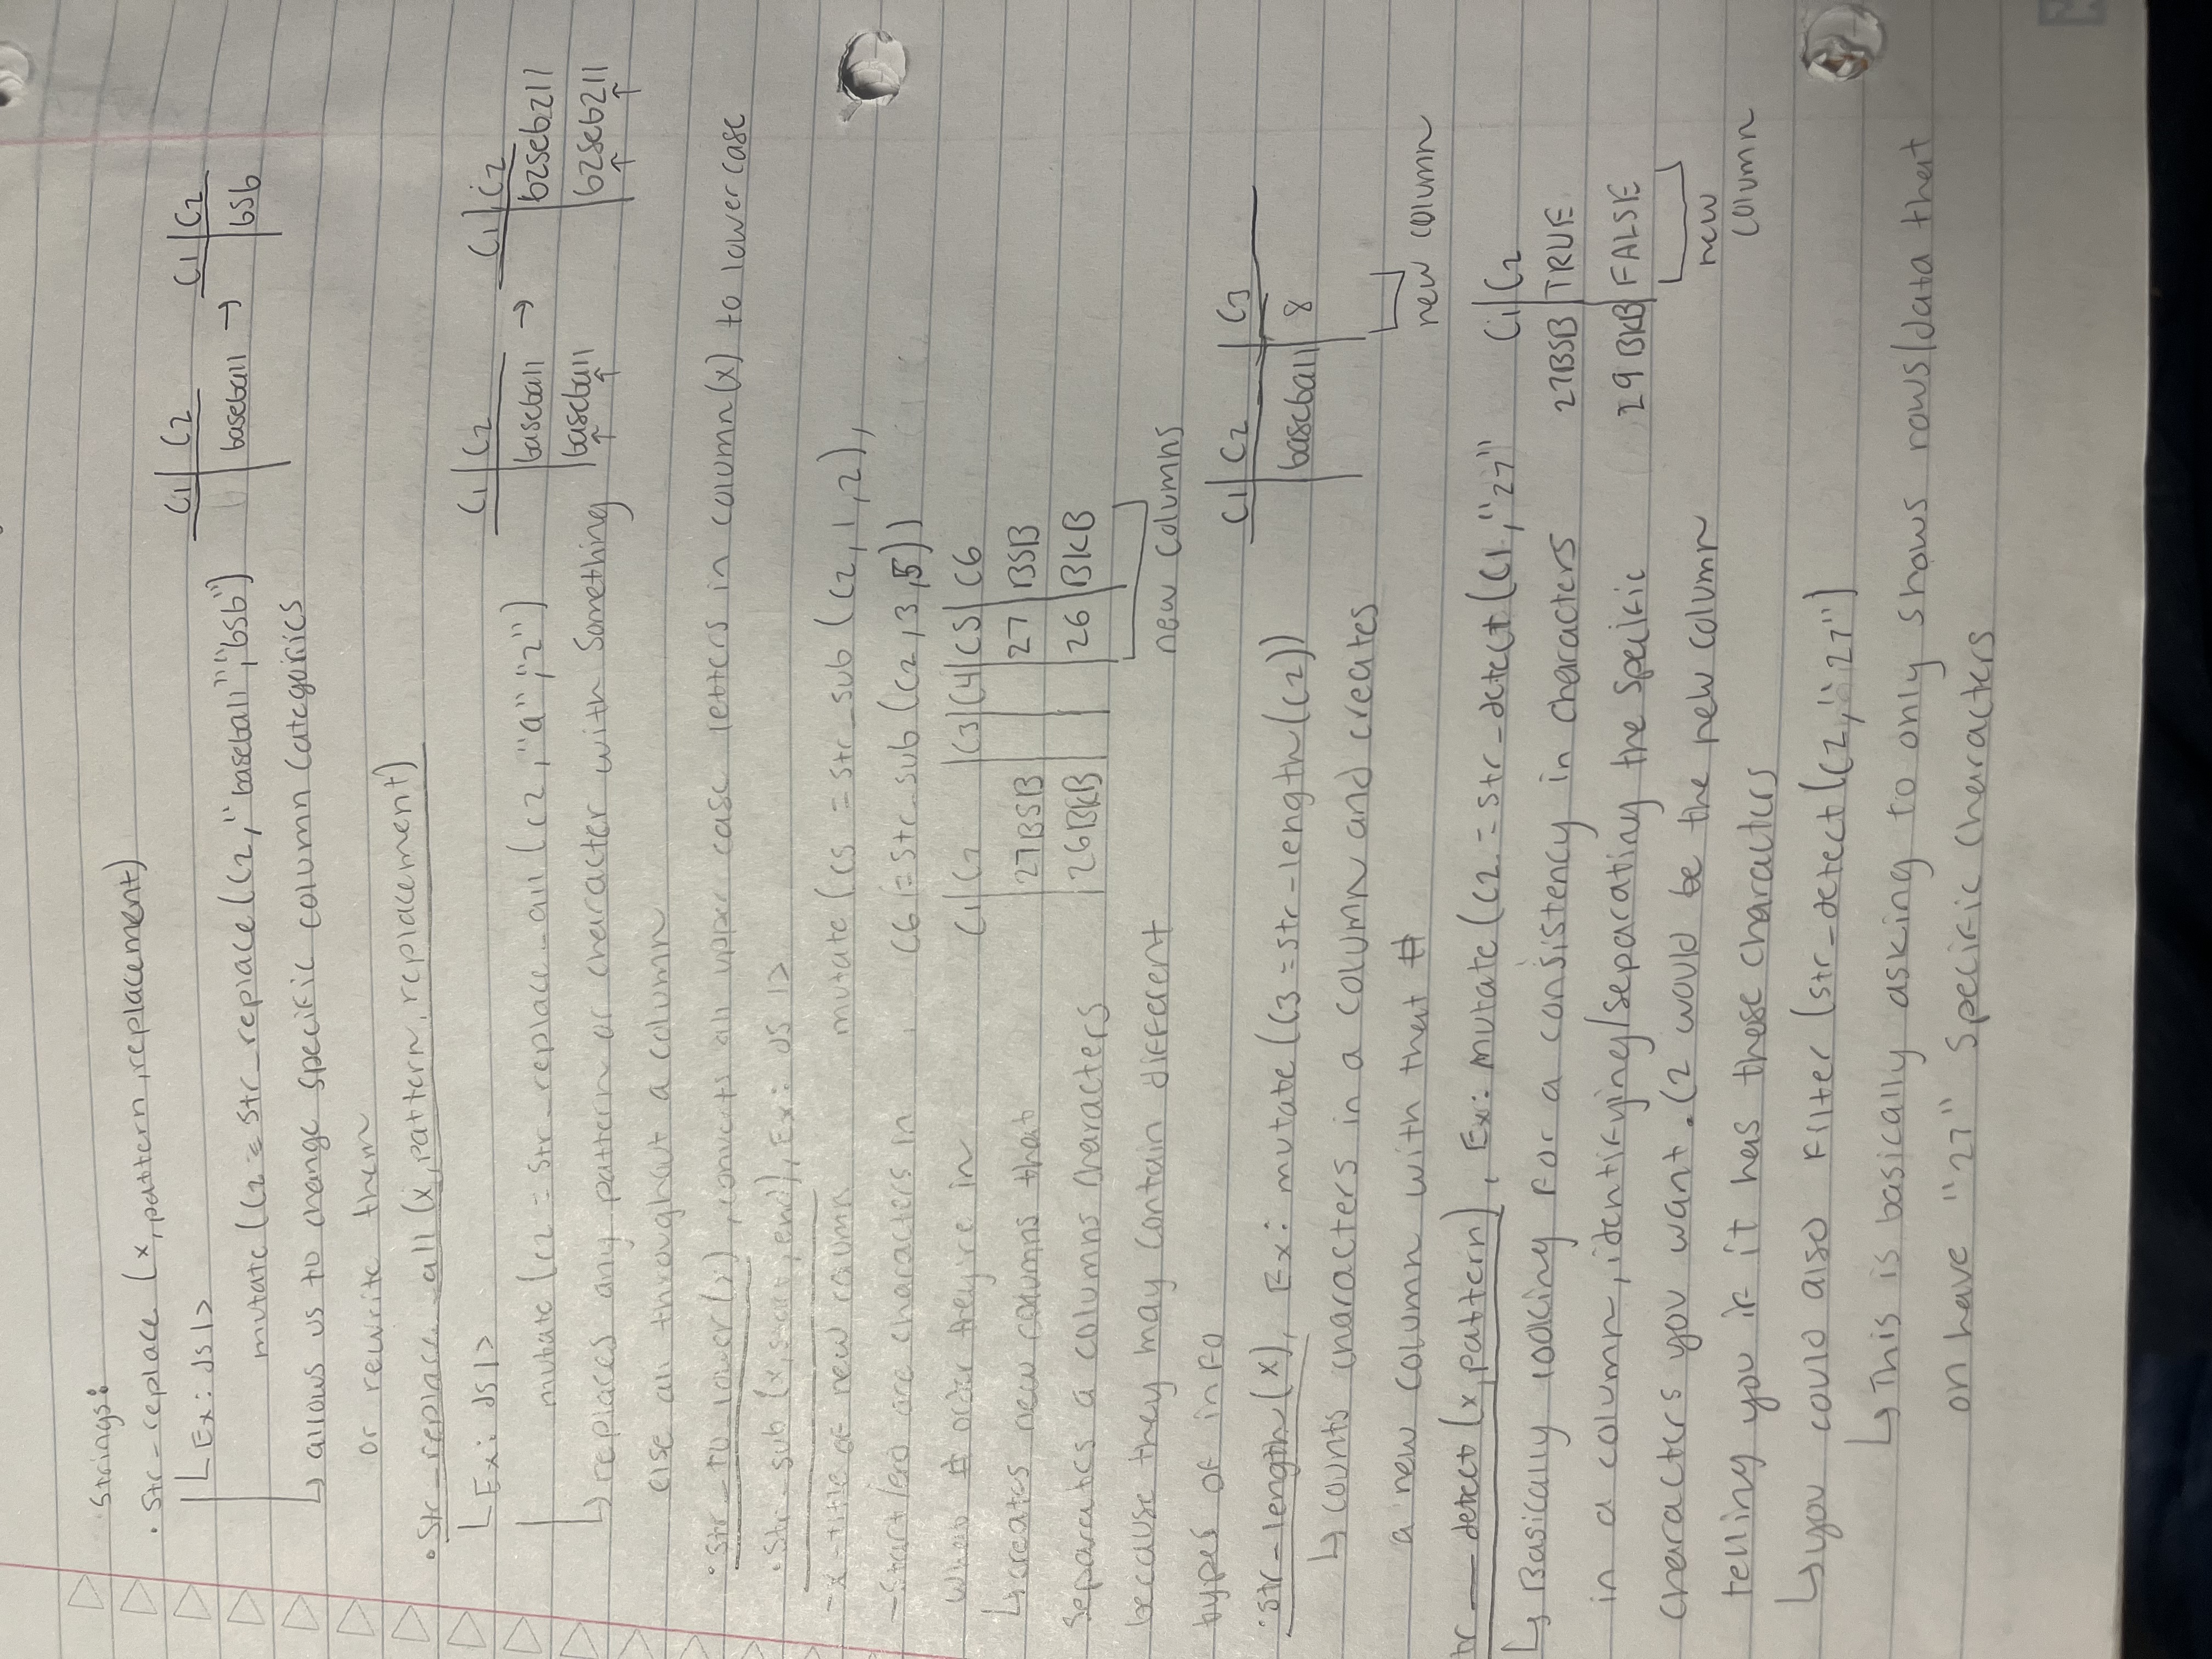 Strings:
• Str_replace (x, pattern, replacement)
Ex: ds |>
mutate (C2 = str_replace (C2, "baseball", "bsb")
C1 | C2
baseball → bsb
C1 | C2
↳ allows us to change specific column categories
or rewrite them
• Str_replace_all (x, pattern, replacement)
Ex: ds |>
mutate (C2 = Str_replace_all (C2, "a", "2")
C1 | C2
C1 | C2
baseball → b2seb2ll
baseball b2seb2ll
↑ ↑ ↑ ↑
↳ replaces any pattern or character with something
else all throughout a column
• Str_to_lower(x), converts all upper case letters in column(x) to lower case
• Str_sub (x, start, end), Ex: ds |>
- x - title of new column
mutate (C5 = str_sub (C2, 1, 2),
- Start/end are characters in
C6 = str_sub (C2, 3, 5))
what # order they're in
C1 | C2 | C3 | C4 | C5 | C6
↳ creates new columns that
27BSB | 27 | BSB
separates a columns characters
26BKB | 26 | BKB
because they may contain different
new columns
types of info
C1 | C2 | C3
• str_length(x), Ex: mutate (C3 = str_length(C2))
baseball | 8
↳ counts characters in a column and creates
a new column with that #
new column
tr_detect (x, pattern), Ex: mutate (C2 = str_detect (C1, "27"
C1 | C2
↳ Basically looking for a consistency in characters
27BSB | TRUE
in a column, identifying/separating the specific
29BKB | FALSE
characters you want. C2 would be the new column
new
column
telling you if it has those characters
↳ you could also filter (str_detect (C2, "27")
↳ This is basically asking to only shows rows/data that
on have "27" specific characters